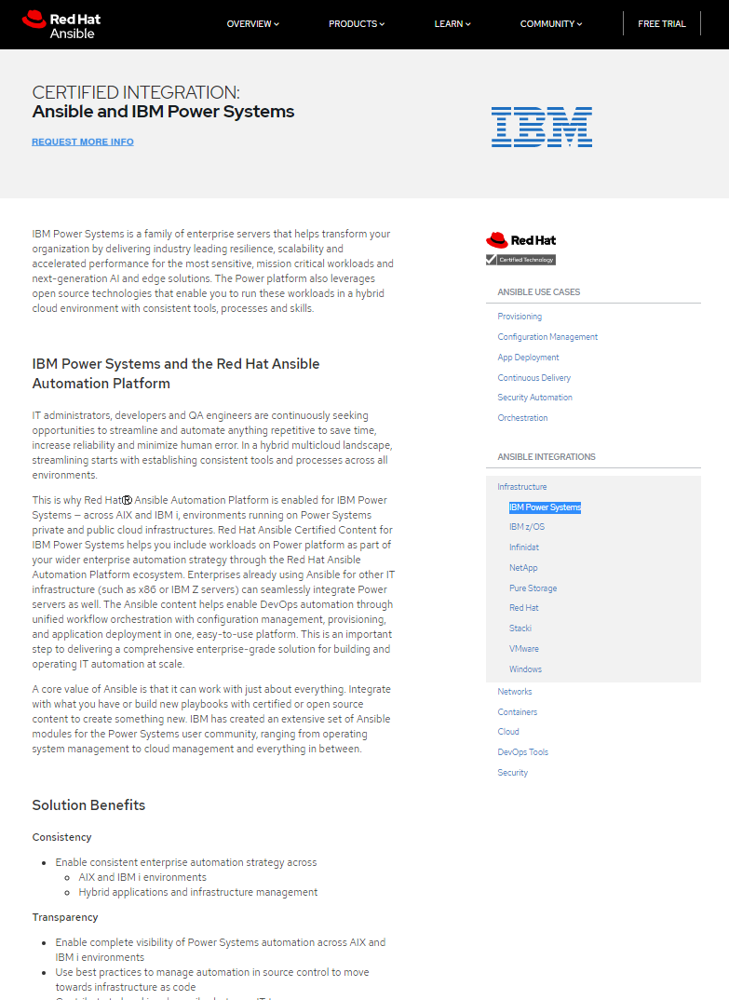 Red Hat
Ansible
OVERVIEW
PRODUCTS
LEARN
COMMUNITY
FREE TRIAL
CERTIFIED INTEGRATION:
Ansible and IBM Power Systems
REQUEST MORE INFO
IBM
IBM Power Systems is a family of enterprise servers that helps transform your
organization by delivering industry leading resilience, scalability and
accelerated performance for the most sensitive, mission critical workloads and
next-generation AI and edge solutions. The Power platform also leverages
open source technologies that enable you to run these workloads in a hybrid
cloud environment with consistent tools, processes and skills.
IBM Power Systems and the Red Hat Ansible
Automation Platform
IT administrators, developers and QA engineers are continuously seeking
opportunities to streamline and automate anything repetitive to save time,
increase reliability and minimize human error. In a hybrid multicloud landscape,
streamlining starts with establishing consistent tools and processes across all
environments.
This is why Red Hat® Ansible Automation Platform is enabled for IBM Power
Systems — across AIX and IBM i, environments running on Power Systems
private and public cloud infrastructures. Red Hat Ansible Certified Content for
IBM Power Systems helps you include workloads on Power platform as part of
your wider enterprise automation strategy through the Red Hat Ansible
Automation Platform ecosystem. Enterprises already using Ansible for other IT
infrastructure (such as x86 or IBM Z servers) can seamlessly integrate Power
servers as well. The Ansible content helps enable DevOps automation through
unified workflow orchestration with configuration management, provisioning,
and application deployment in one, easy-to-use platform. This is an important
step to delivering a comprehensive enterprise-grade solution for building and
operating IT automation at scale.
A core value of Ansible is that it can work with just about everything. Integrate
with what you have or build new playbooks with certified or open source
content to create something new. IBM has created an extensive set of Ansible
modules for the Power Systems user community, ranging from operating
system management to cloud management and everything in between.
Solution Benefits
Consistency
Enable consistent enterprise automation strategy across
AIX and IBM i environments
Hybrid applications and infrastructure management
Transparency
Enable complete visibility of Power Systems automation across AIX and
IBM i environments
Use best practices to manage automation in source control to move
towards infrastructure as code
Red Hat
Certified Technology
ANSIBLE USE CASES
Provisioning
Configuration Management
App Deployment
Continuous Delivery
Security Automation
Orchestration
ANSIBLE INTEGRATIONS
Infrastructure
IBM Power Systems
IBM z/OS
Infinidat
NetApp
Pure Storage
Red Hat
Stacki
VMware
Windows
Networks
Containers
Cloud
DevOps Tools
Security